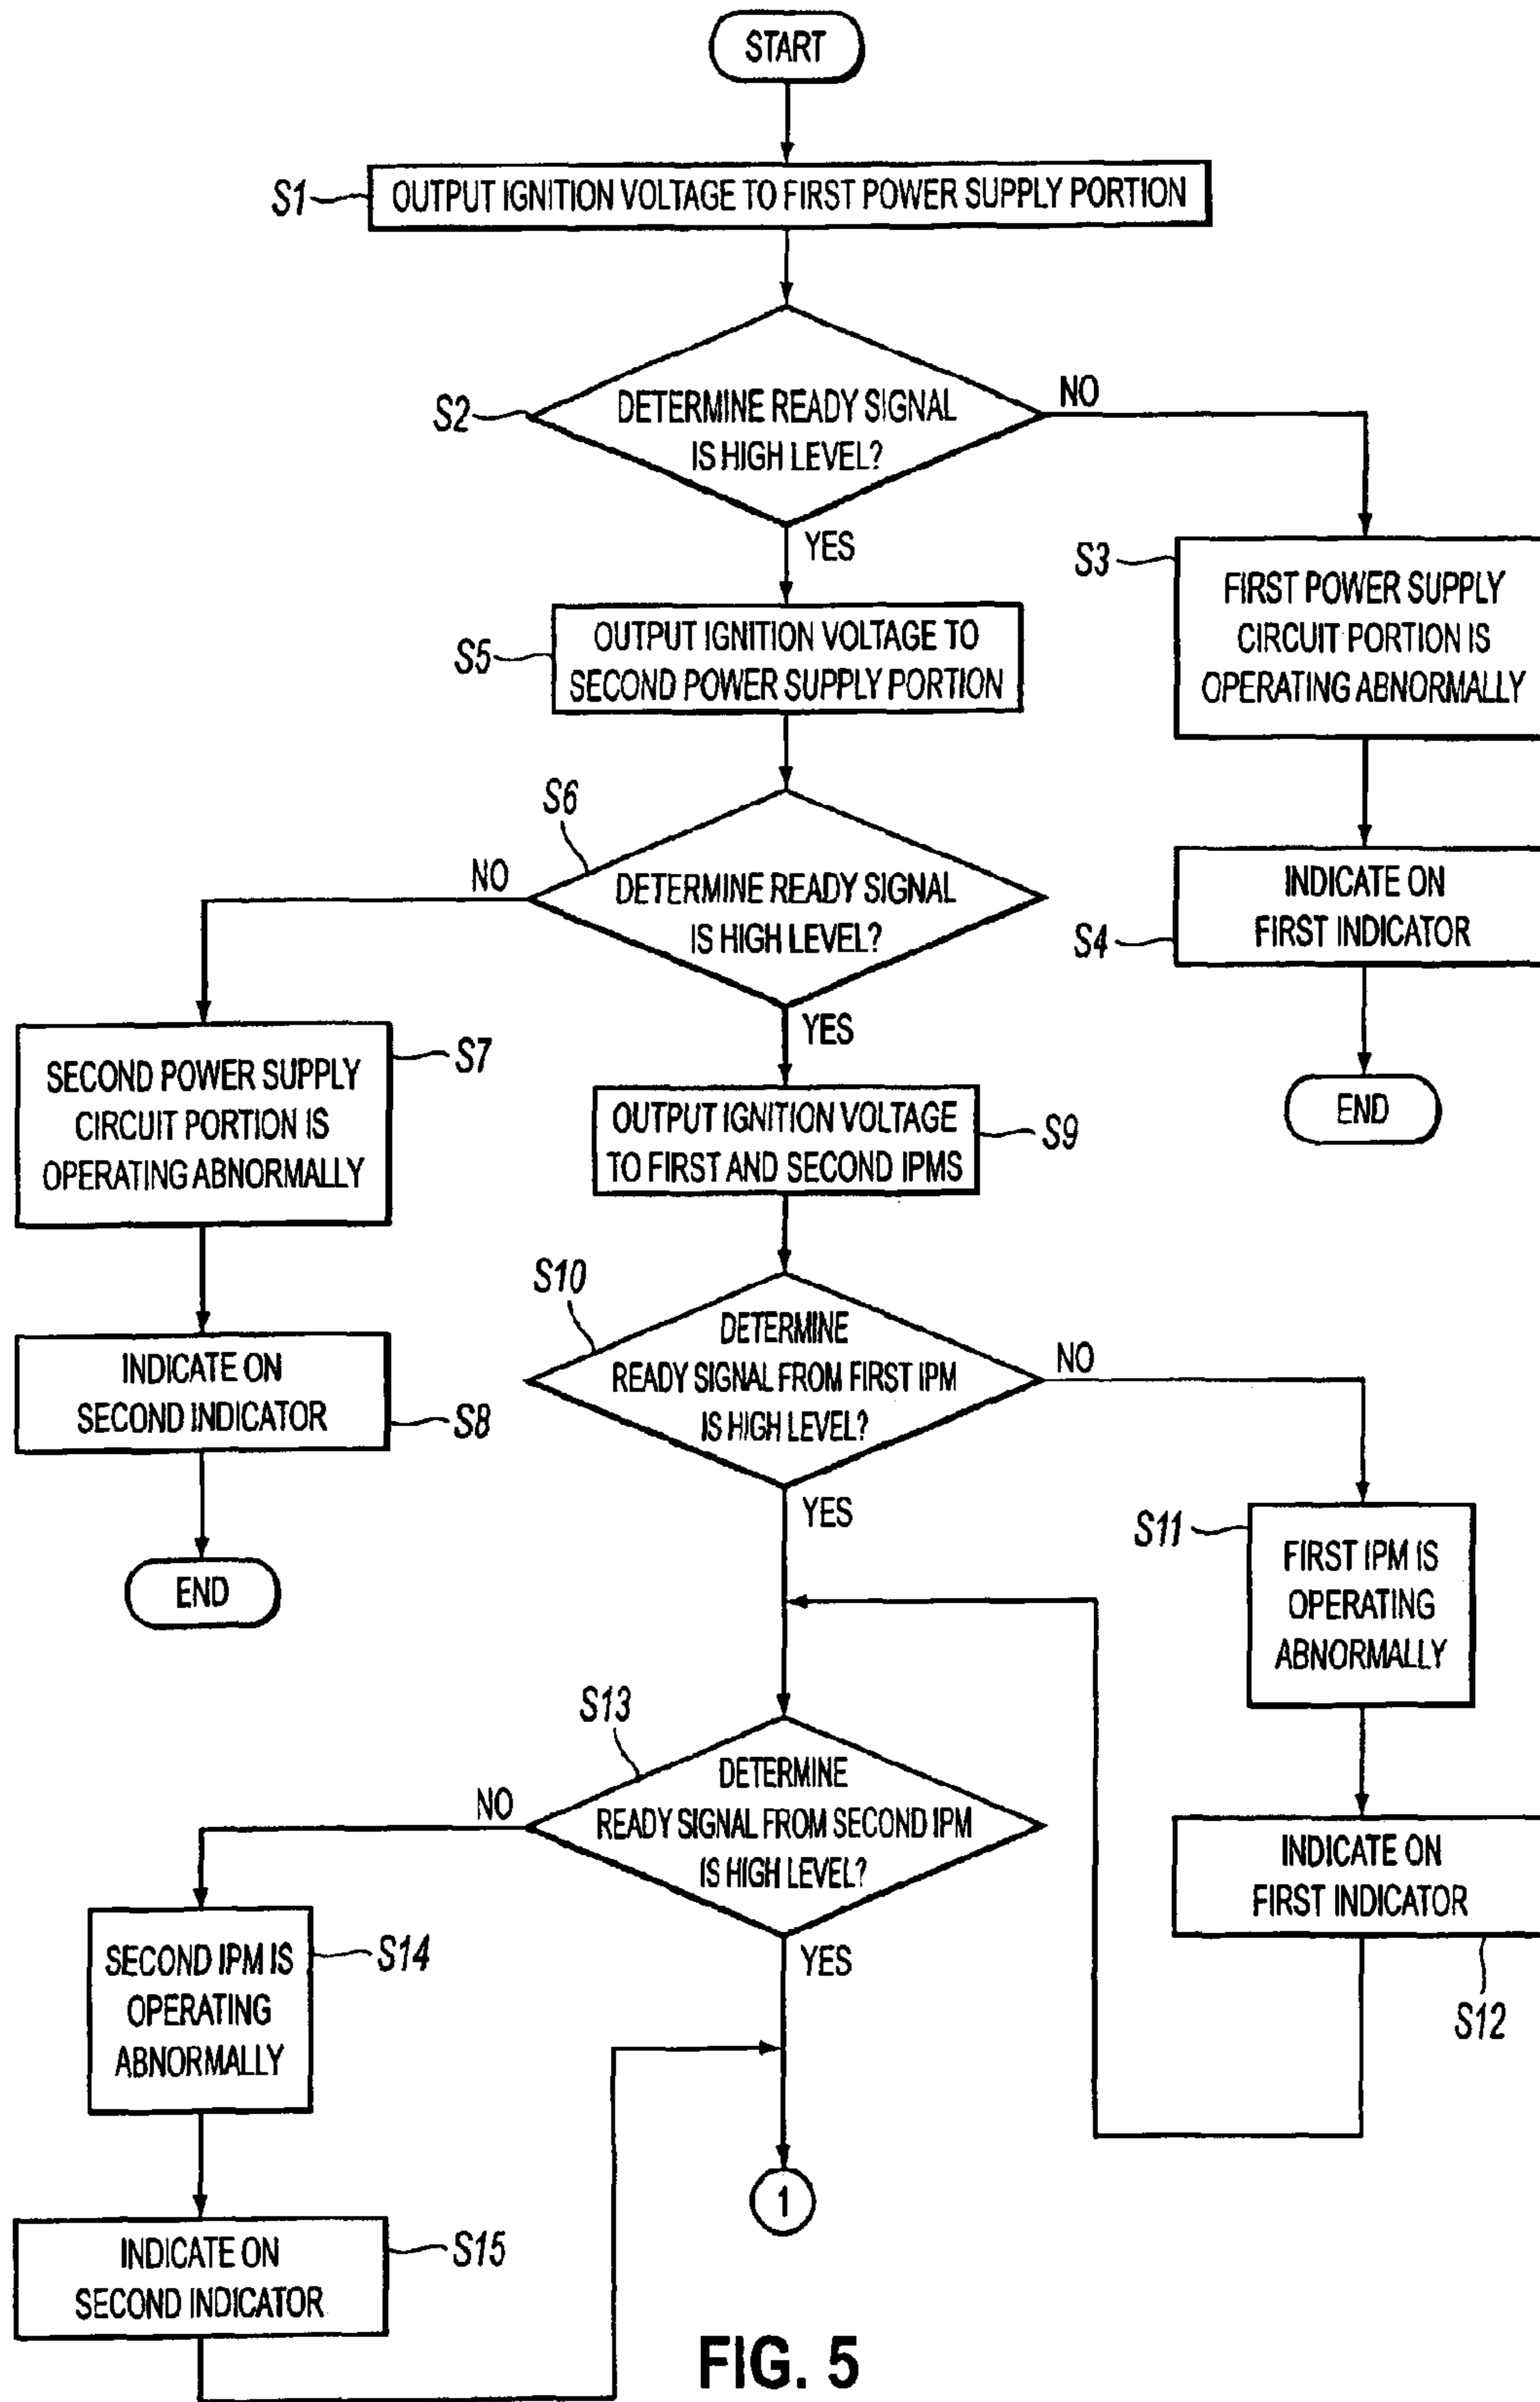 START
S1
OUTPUT IGNITION VOLTAGE TO FIRST POWER SUPPLY PORTION
S2
DETERMINE READY SIGNAL
IS HIGH LEVEL?
NO
YES
S3
FIRST POWER SUPPLY
CIRCUIT PORTION IS
OPERATING ABNORMALLY
S4
INDICATE ON
FIRST INDICATOR
END
S5
OUTPUT IGNITION VOLTAGE TO
SECOND POWER SUPPLY PORTION
S6
DETERMINE READY SIGNAL
IS HIGH LEVEL?
NO
YES
S7
SECOND POWER SUPPLY
CIRCUIT PORTION IS
OPERATING ABNORMALLY
S8
INDICATE ON
SECOND INDICATOR
END
S9
OUTPUT IGNITION VOLTAGE
TO FIRST AND SECOND IPMS
S10
DETERMINE
READY SIGNAL FROM FIRST IPM
IS HIGH LEVEL?
NO
YES
S11
FIRST IPM IS
OPERATING
ABNORMALLY
S12
INDICATE ON
FIRST INDICATOR
S13
DETERMINE
READY SIGNAL FROM SECOND IPM
IS HIGH LEVEL?
NO
YES
S14
SECOND IPM IS
OPERATING
ABNORMALLY
S15
INDICATE ON
SECOND INDICATOR
1
FIG. 5